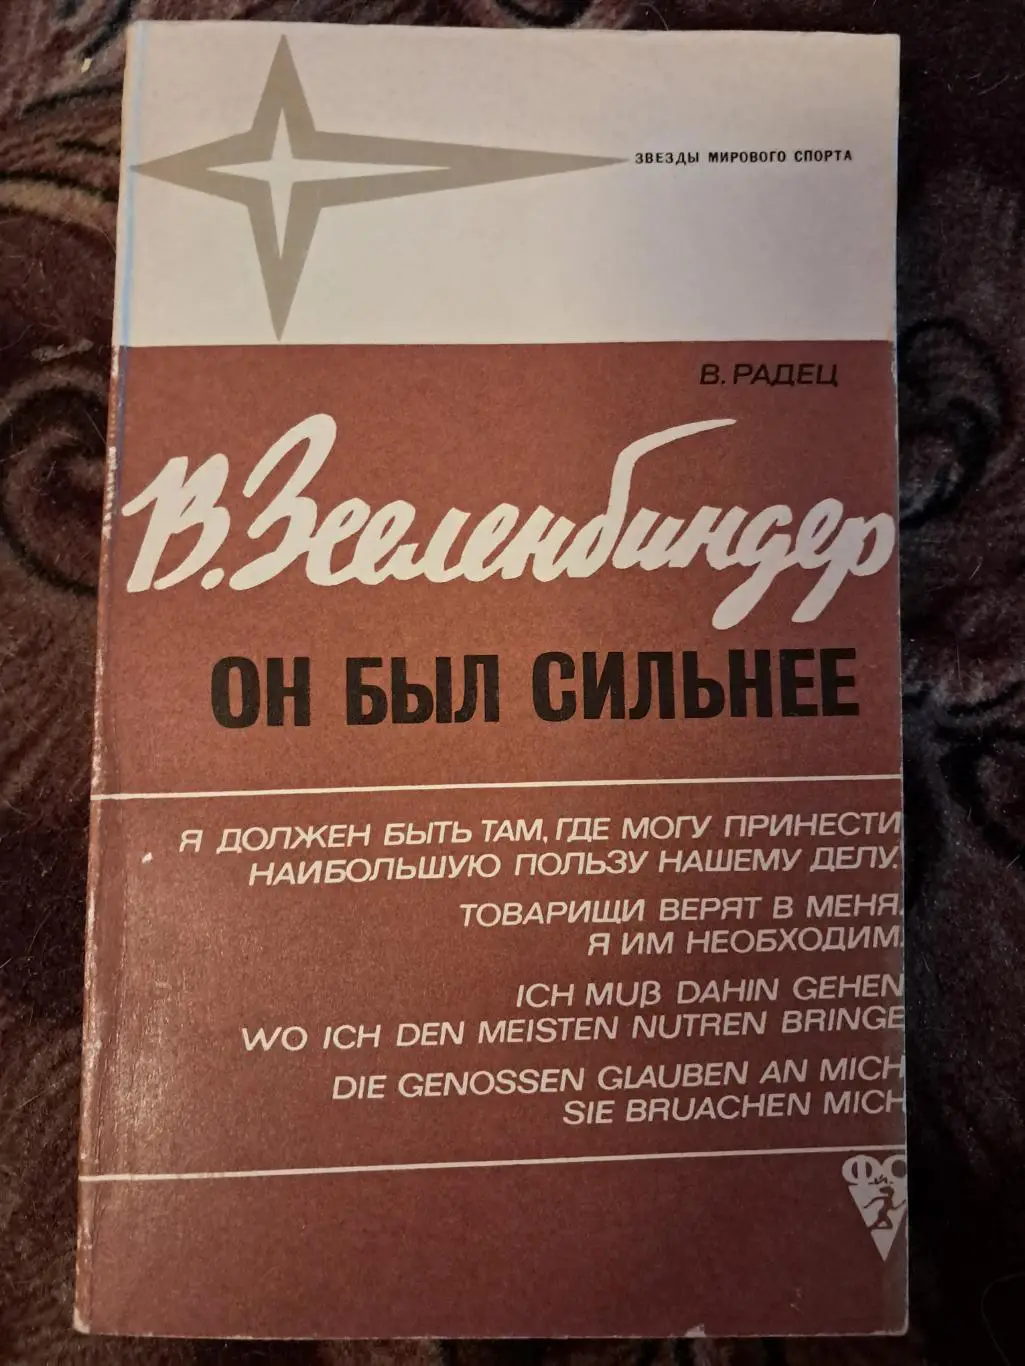 ЗВЕЗДЫ МИРОВОГО СПОРТА
В. РАДЕЦ
В. Зееленбиндер
ОН БЫЛ СИЛЬНЕЕ
Я ДОЛЖЕН БЫТЬ ТАМ, ГДЕ МОГУ ПРИНЕСТИ
НАИБОЛЬШУЮ ПОЛЬЗУ НАШЕМУ ДЕЛУ.
ТОВАРИЩИ ВЕРЯТ В МЕНЯ.
Я ИМ НЕОБХОДИМ.
ICH MUß DAHIN GEHEN
WO ICH DEN MEISTEN NUTREN BRINGE
DIE GENOSSEN GLAUBEN AN MICH
SIE BRUACHEN MICH
ФиС